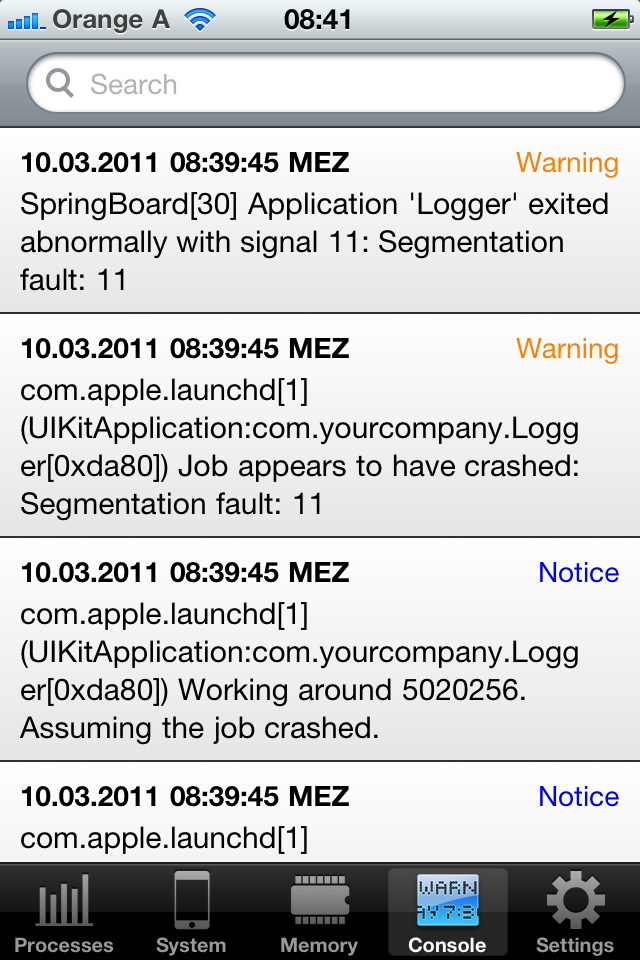 Orange A 08:41
Search
10.03.2011 08:39:45 MEZ Warning
SpringBoard[30] Application 'Logger' exited
abnormally with signal 11: Segmentation
fault: 11
10.03.2011 08:39:45 MEZ Warning
com.apple.launchd[1]
(UIKitApplication:com.yourcompany.Logg
er[0xda80]) Job appears to have crashed:
Segmentation fault: 11
10.03.2011 08:39:45 MEZ Notice
com.apple.launchd[1]
(UIKitApplication:com.yourcompany.Logg
er[0xda80]) Working around 5020256.
Assuming the job crashed.
10.03.2011 08:39:45 MEZ Notice
com.apple.launchd[1]
WARN
Processes System Memory Console Settings